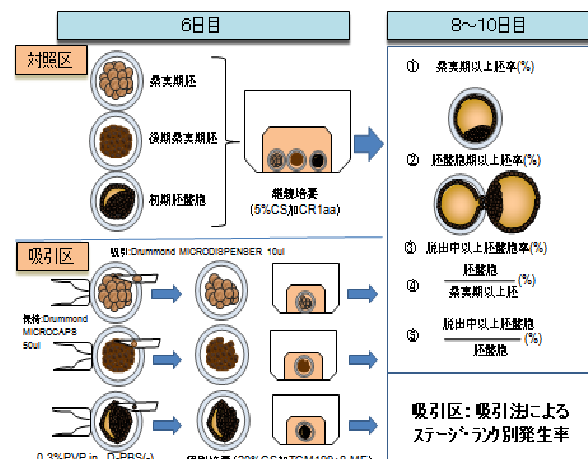 6日目
8～10日目
対照区
桑実期胚
後期桑実期胚
初期胚盤胞
継続培養
(5%CS加CR1aa)
吸引区
吸引:Drummond MICRODISPENSER 10ul
保持:Drummond
MICROCAPS
50ul
0.3%PVP in D-PBS(-)
① 桑実期以上胚率(%)
② 胚盤胞期以上胚率(%)
③ 脱出中以上胚盤胞率(%)
④ 胚盤胞
桑実期以上胚 (%)
⑤ 脱出中以上胚盤胞
胚盤胞 (%)
吸引区：吸引法による
ステージ・ランク別発生率